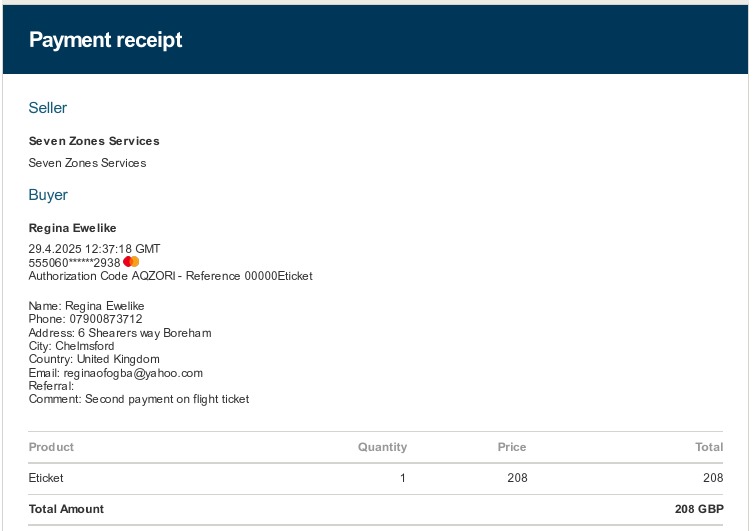 Payment receipt
Seller
Seven Zones Services
Seven Zones Services
Buyer
Regina Ewelike
29.4.2025 12:37:18 GMT
555060******2938
Authorization Code AQZORI - Reference 00000Eticket
Name: Regina Ewelike
Phone: 07900873712
Address: 6 Shearers way Boreham
City: Chelmsford
Country: United Kingdom
Email: reginaofogba@yahoo.com
Referral:
Comment: Second payment on flight ticket
Product Quantity Price Total
Eticket 1 208 208
Total Amount 208 GBP